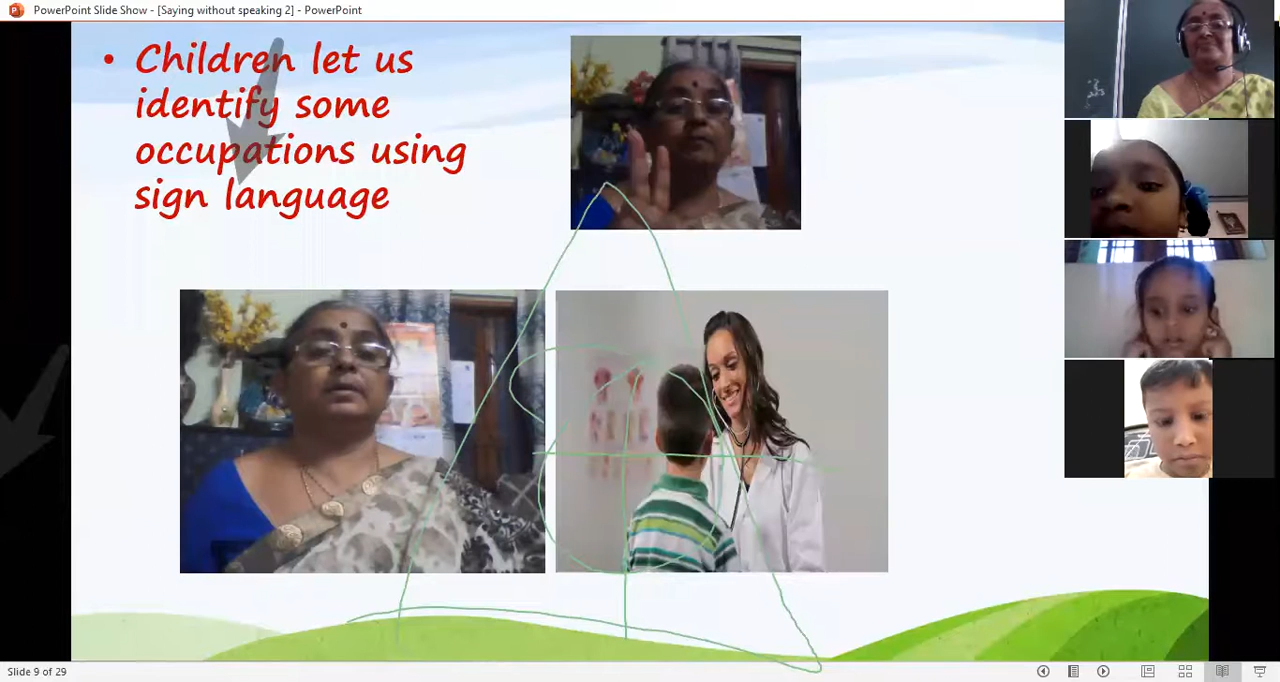 PowerPoint Slide Show - [Saying without speaking 2] - PowerPoint
• Children let us
identify some
occupations using
sign language
Slide 9 of 29